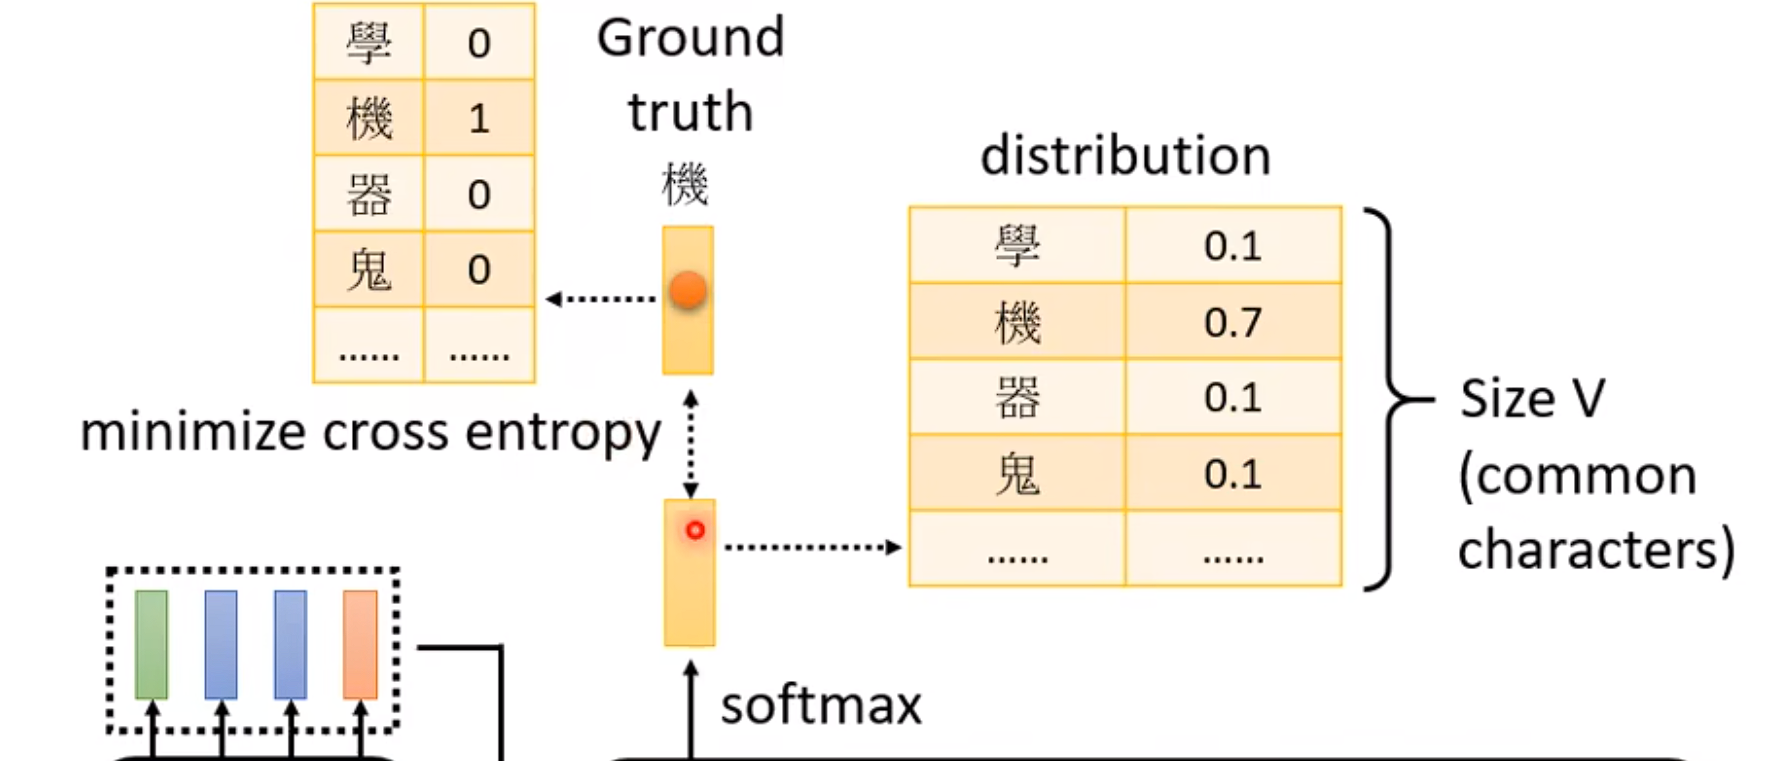 學 0
機 1
器 0
鬼 0
...... ......
Ground
truth
機
minimize cross entropy
distribution
學 0.1
機 0.7
器 0.1
鬼 0.1
...... ......
Size V
(common
characters)
softmax